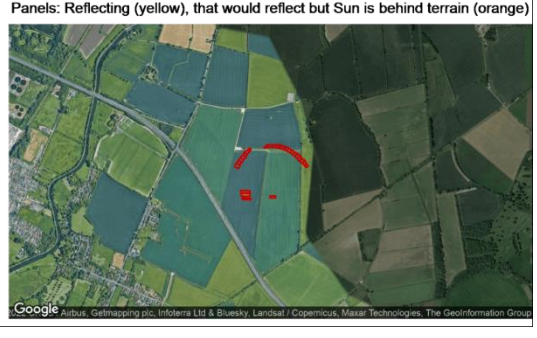 Panels: Reflecting (yellow), that would reflect but Sun is behind terrain (orange)
Google
Airbus, Getmapping plc, Infoterra Ltd & Bluesky, Landsat / Copernicus, Maxar Technologies, The GeoInformation Group